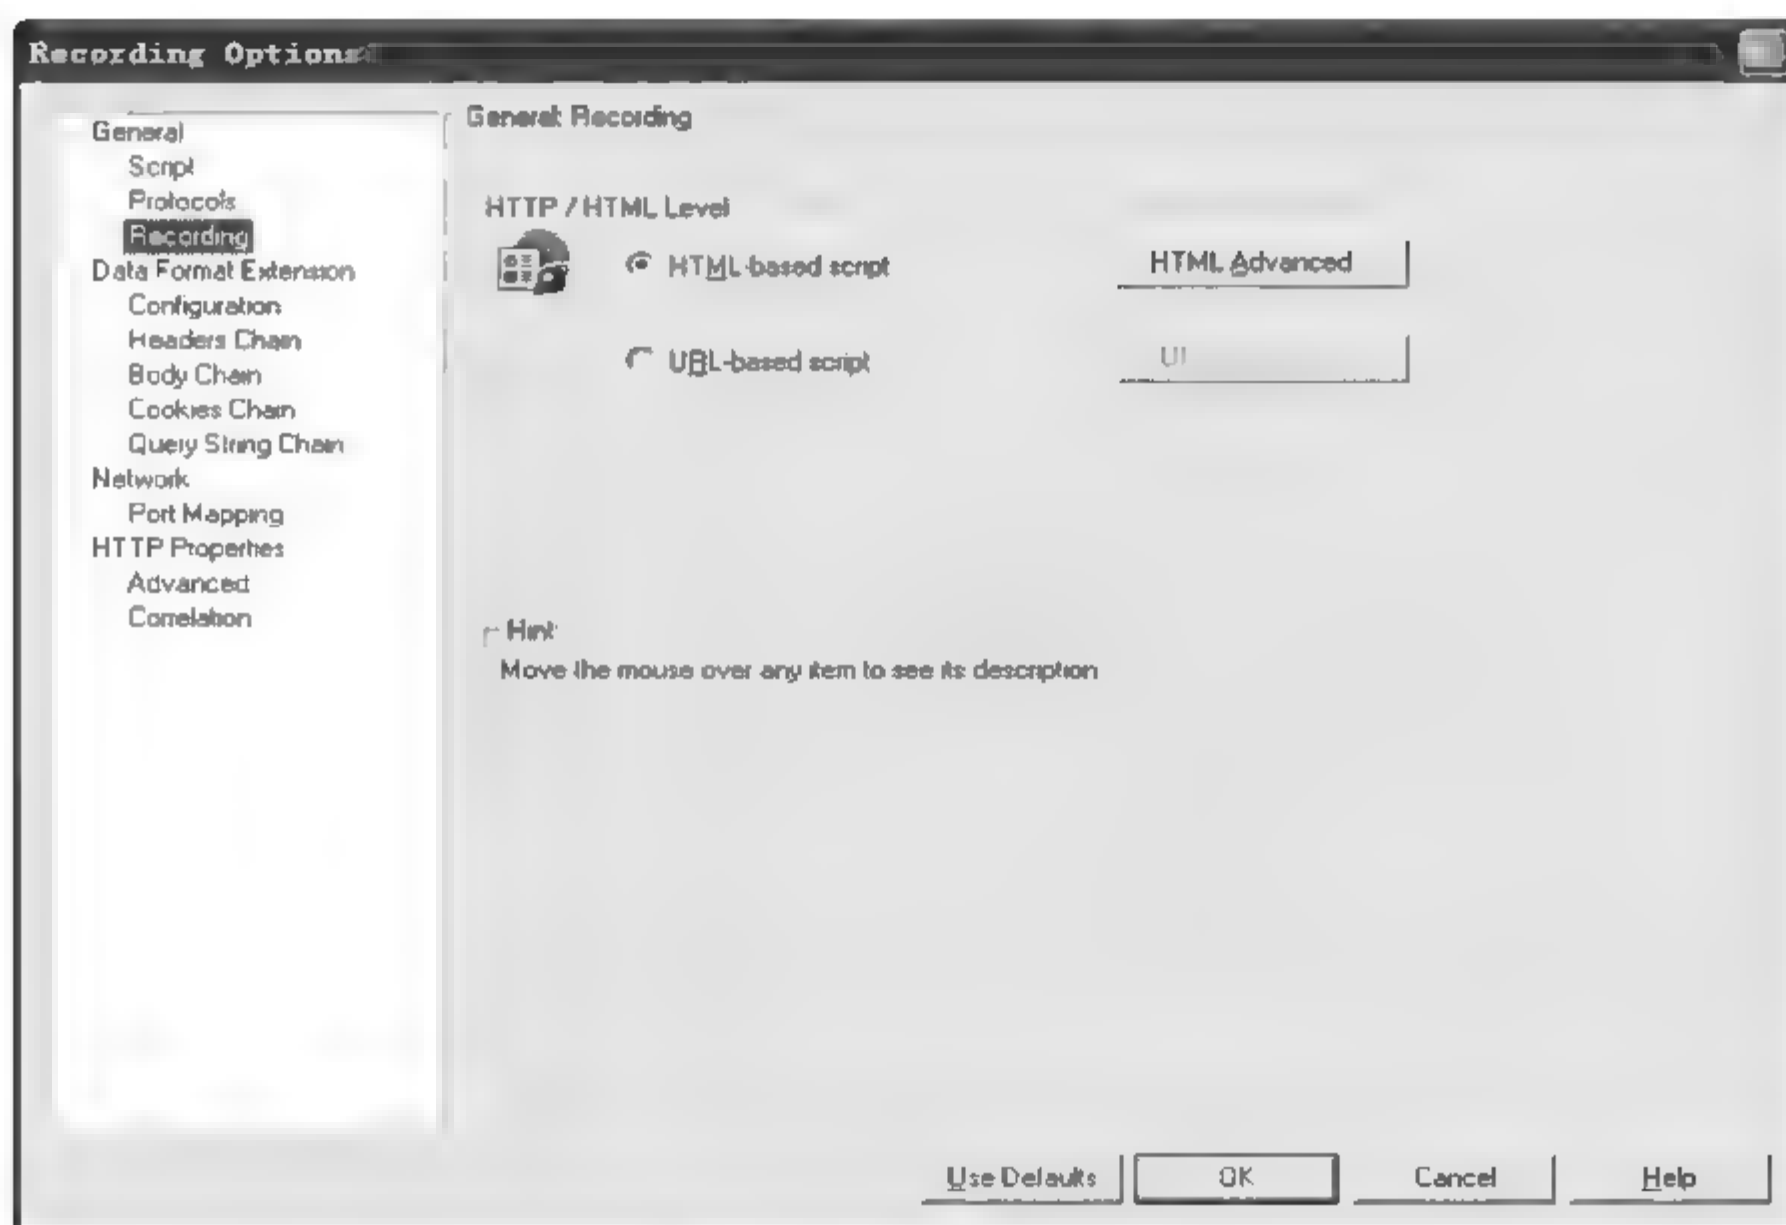 Recording Options
General
Script
Protocols
Recording
Data Format Extension
Configuration
Headers Chain
Body Chain
Cookies Chain
Query String Chain
Network
Port Mapping
HTTP Properties
Advanced
Correlation
General: Recording
HTTP / HTML Level
HTML-based script
HTML Advanced
URL-based script
Hint:
Move the mouse over any item to see its description
Use Defaults
OK
Cancel
Help